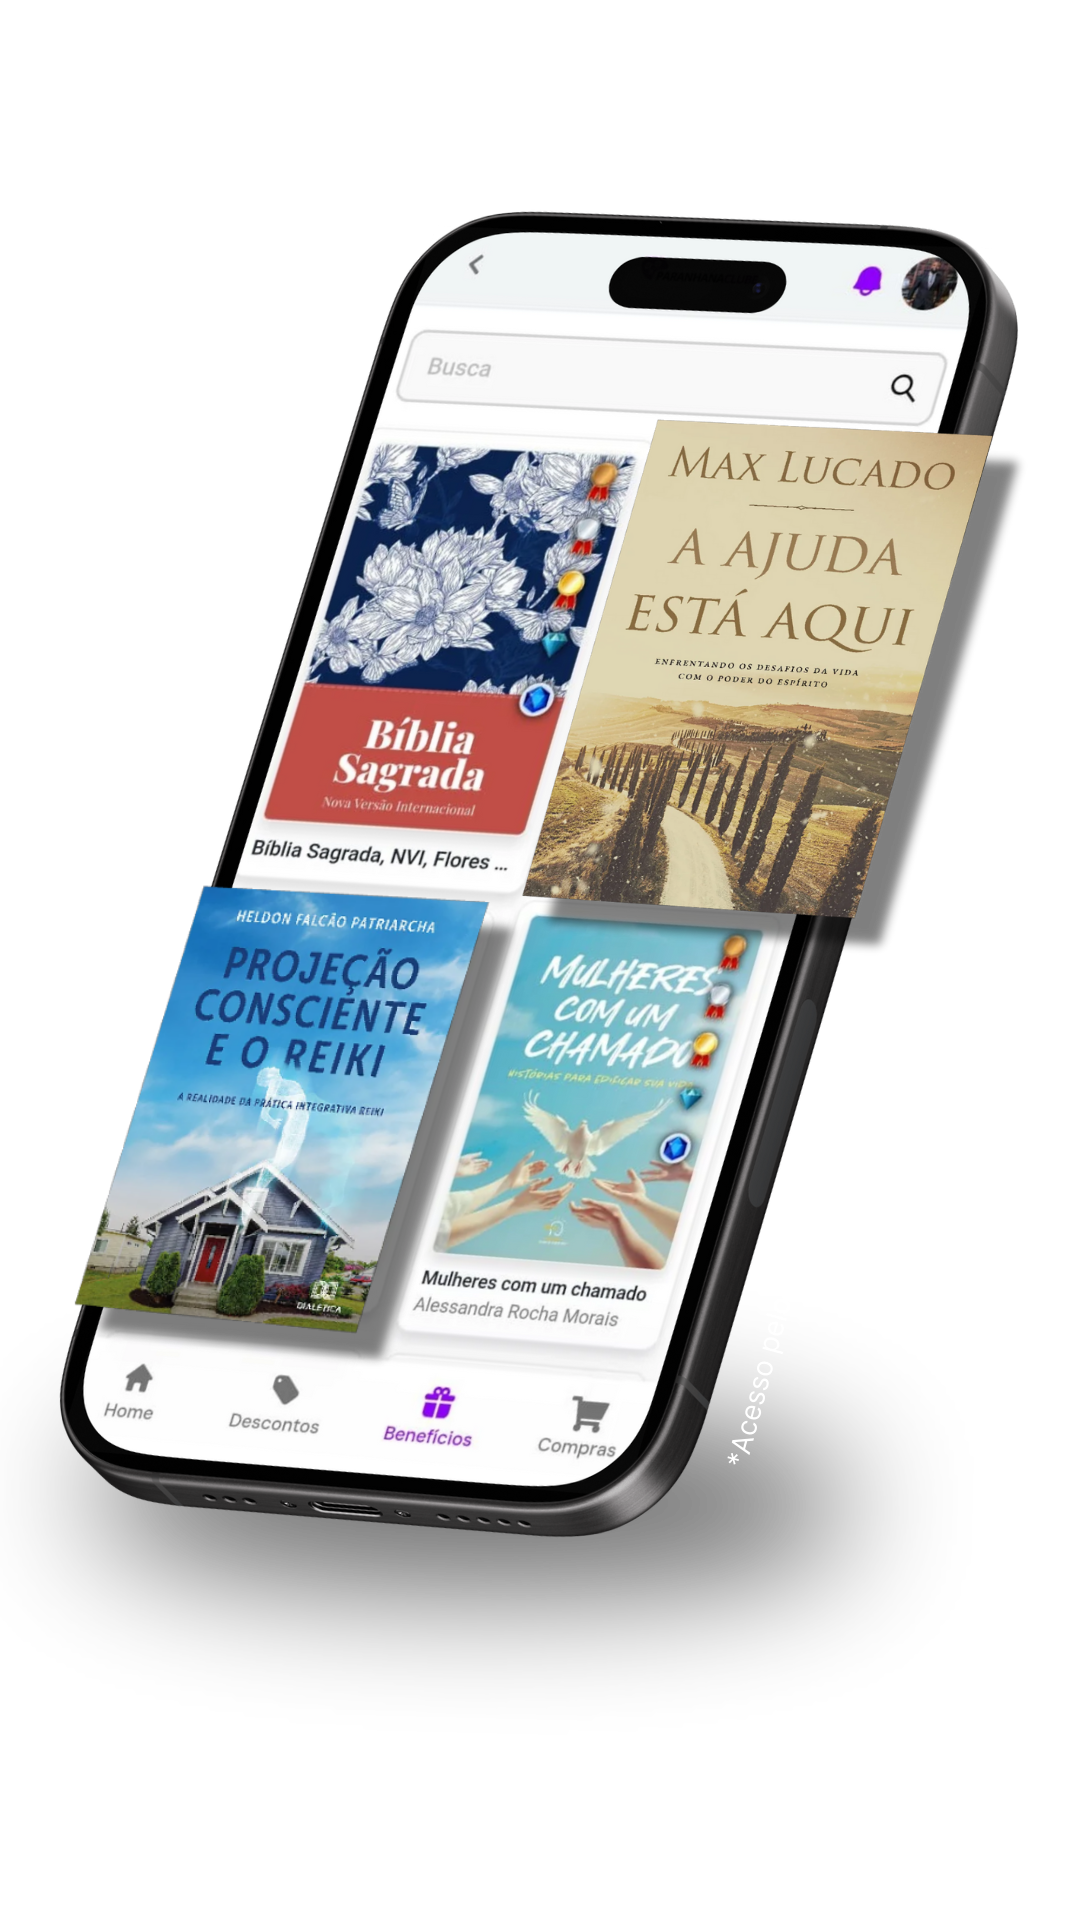 Busca
MAX LUCADO
A AJUDA
ESTÁ AQUI
ENFRENTANDO OS DESAFIOS DA VIDA
COM O PODER DO ESPÍRITO
Bíblia
Sagrada
Nova Versão Internacional
Bíblia Sagrada, NVI, Flores ...
HELDON FALCÃO PATRIARCHA
PROJEÇÃO
CONSCIENTE
E O REIKI
A REALIDADE DA PRÁTICA INTEGRATIVA REIKI
DIALÉTICA
MULHERES
COM UM
CHAMADO
HISTÓRIAS PARA EDIFICAR SUA VIDA
Mulheres com um chamado
Alessandra Rocha Morais
Home
Descontos
Benefícios
Compras
*Acesso pe